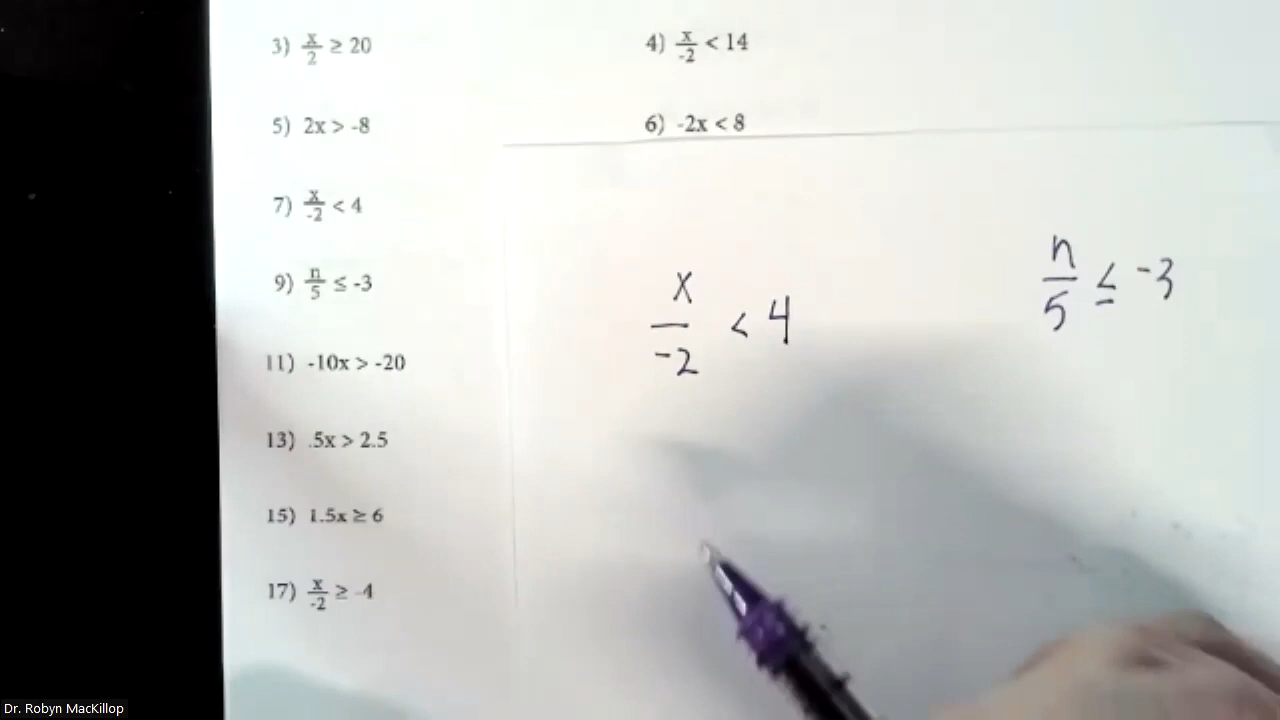 3) x/2 ≥ 20
4) x/-2 < 14
5) 2x > -8
6) -2x < 8
7) x/-2 < 4
9) n/5 ≤ -3
11) -10x > -20
13) .5x > 2.5
15) 1.5x ≥ 6
17) x/-2 ≥ -4
x/-2 < 4
n/5 ≤ -3
Dr. Robyn MacKillop